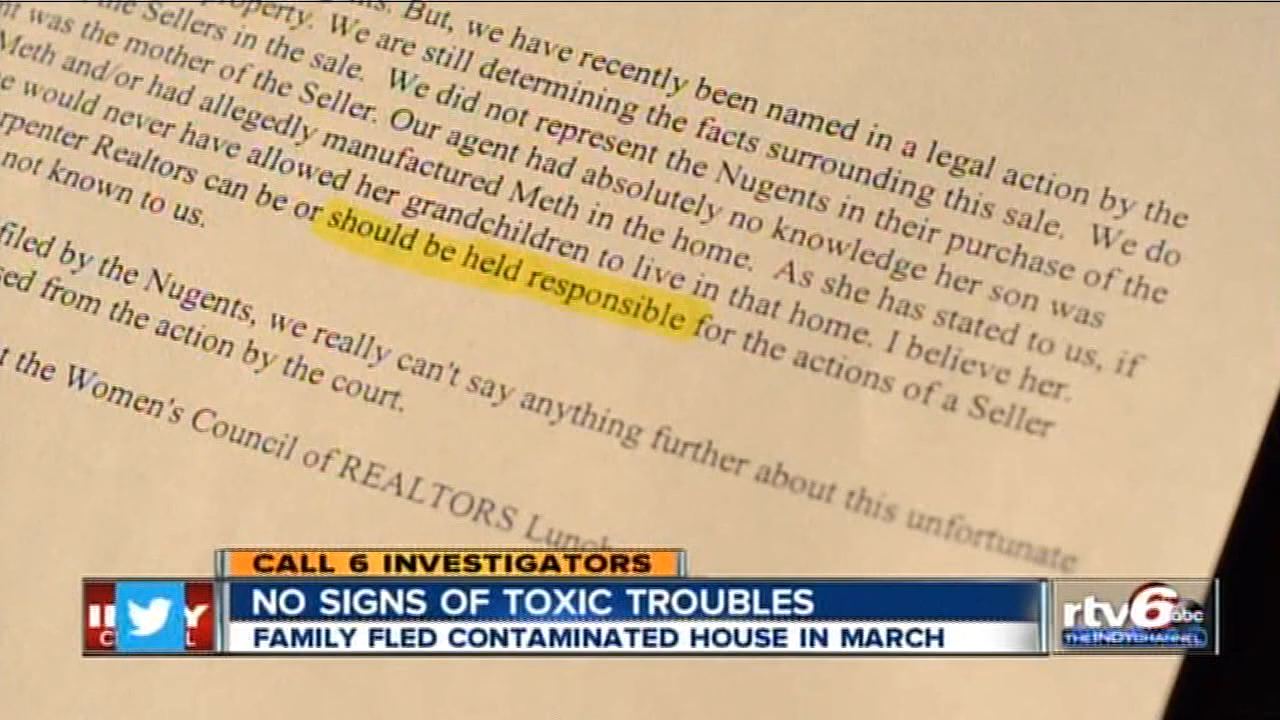 But, we have recently been named in a legal action by the
property. We are still determining the facts surrounding this sale. We do
the Sellers in the sale. We did not represent the Nugents in their purchase of the
nt was the mother of the Seller. Our agent had absolutely no knowledge her son was
Meth and/or had allegedly manufactured Meth in the home. As she has stated to us, if
e would never have allowed her grandchildren to live in that home. I believe her.
rpenter Realtors can be or should be held responsible for the actions of a Seller
not known to us.
filed by the Nugents, we really can't say anything further about this unfortunate
sed from the action by the court.
t the Women's Council of REALTORS Lunch
CALL 6 INVESTIGATORS
NO SIGNS OF TOXIC TROUBLES
FAMILY FLED CONTAMINATED HOUSE IN MARCH
rtv6 abc
THE INDY CHANNEL